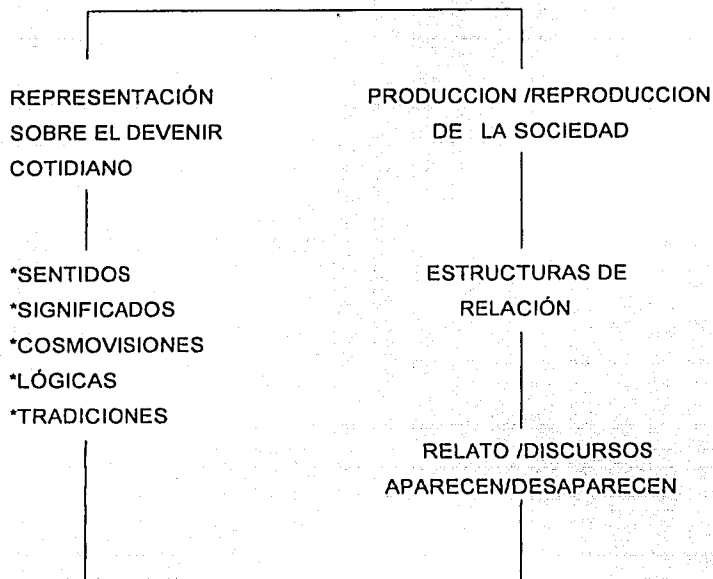 REPRESENTACIÓN
SOBRE EL DEVENIR
COTIDIANO
*SENTIDOS
*SIGNIFICADOS
*COSMOVISIONES
*LÓGICAS
*TRADICIONES
PRODUCCION /REPRODUCCION
DE LA SOCIEDAD
ESTRUCTURAS DE
RELACIÓN
RELATO /DISCURSOS
APARECEN/DESAPARECEN